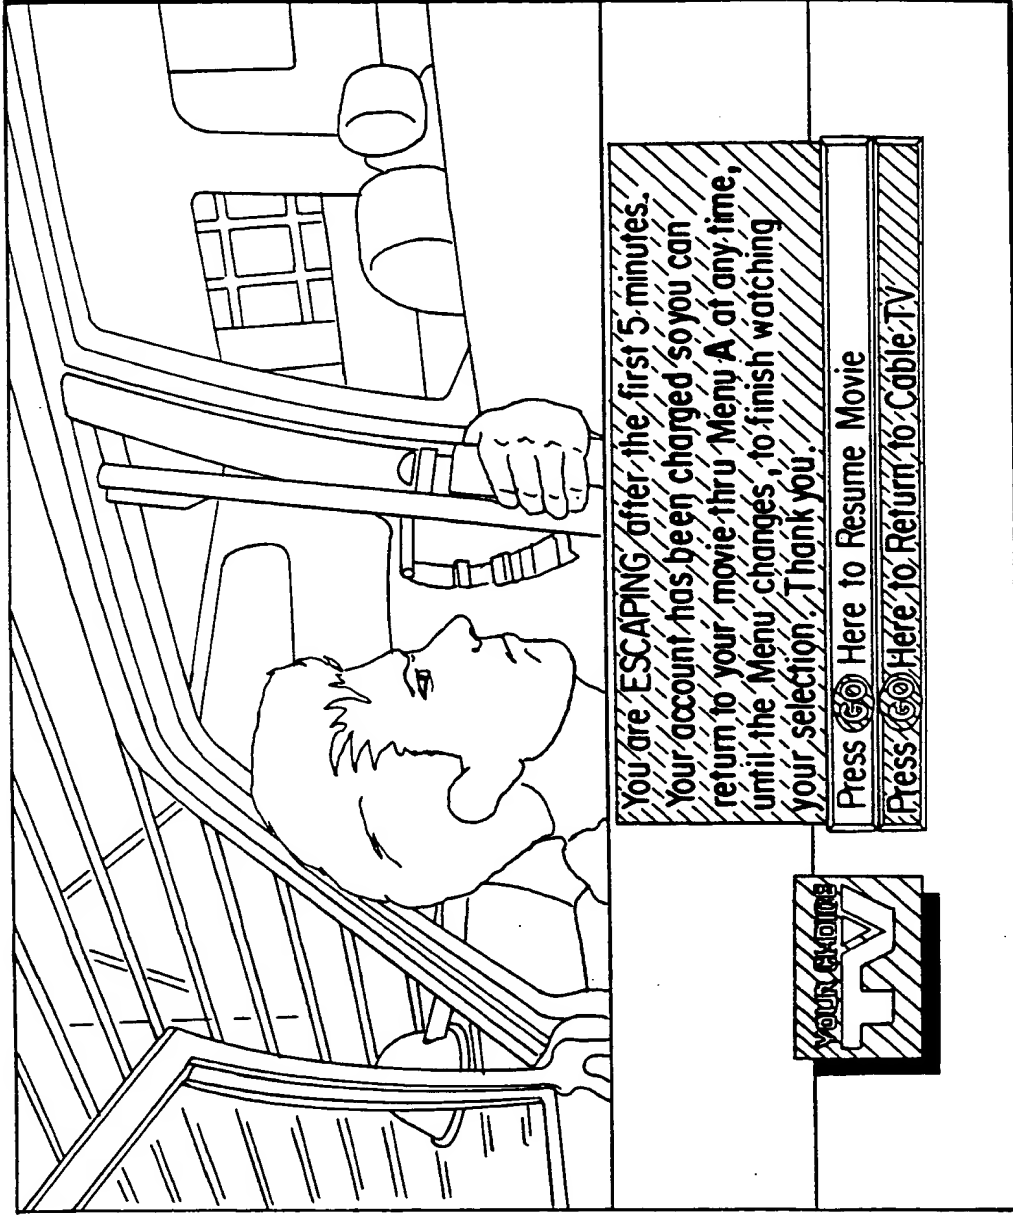 You are ESCAPING after the first 5 minutes.
Your account has been charged so you can
return to your movie thru Menu A at any time,
until the Menu changes, to finish watching
your selection. Thank you.
Press GO Here to Resume Movie
Press GO Here to Return to Cable TV
YOUR CHOICE
TV